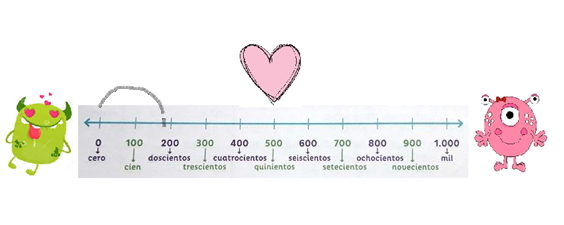 0 100 200 300 400 500 600 700 800 900 1.000
cero doscientos cuatrocientos seiscientos ochocientos mil
cien trescientos quinientos setecientos novecientos